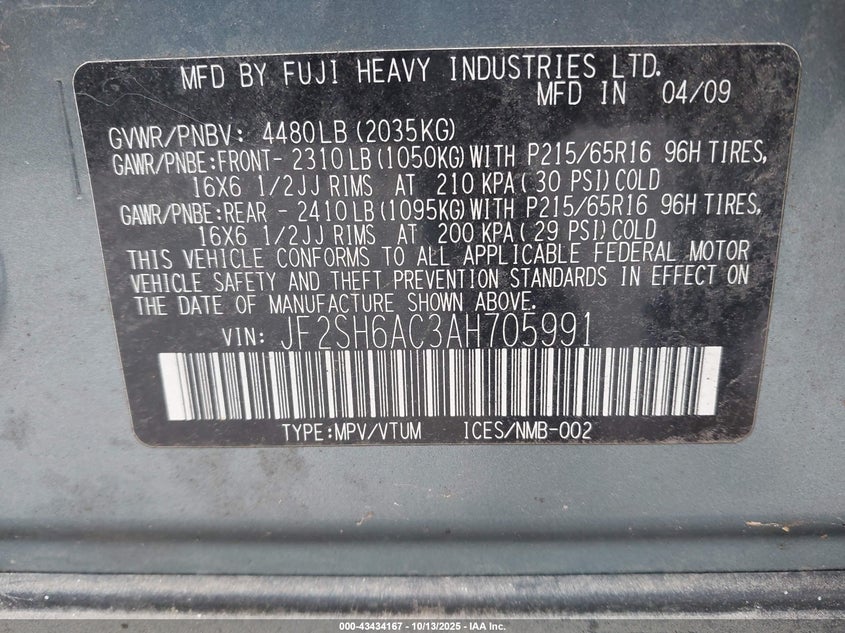 MFD BY FUJI HEAVY INDUSTRIES LTD.
MFD IN 04/09
GVWR/PNBV: 4480LB(2035KG)
GAWR/PNBE:FRONT- 2310LB(1050KG)WITH P215/65R16 96H TIRES,
16X6 1/2JJ RIMS AT 210 KPA(30 PSI)COLD
GAWR/PNBE:REAR - 2410LB(1095KG)WITH P215/65R16 96H TIRES,
16X6 1/2JJ RIMS AT 200 KPA(29 PSI)COLD
THIS VEHICLE CONFORMS TO ALL APPLICABLE FEDERAL MOTOR
VEHICLE SAFETY AND THEFT PREVENTION STANDARDS IN EFFECT ON
THE DATE OF MANUFACTURE SHOWN ABOVE.
VIN: JF2SH6AC3AH705991
TYPE:MPV/VTUM ICES/NMB-002
000-43434167 - 10/13/2025 - IAA Inc.